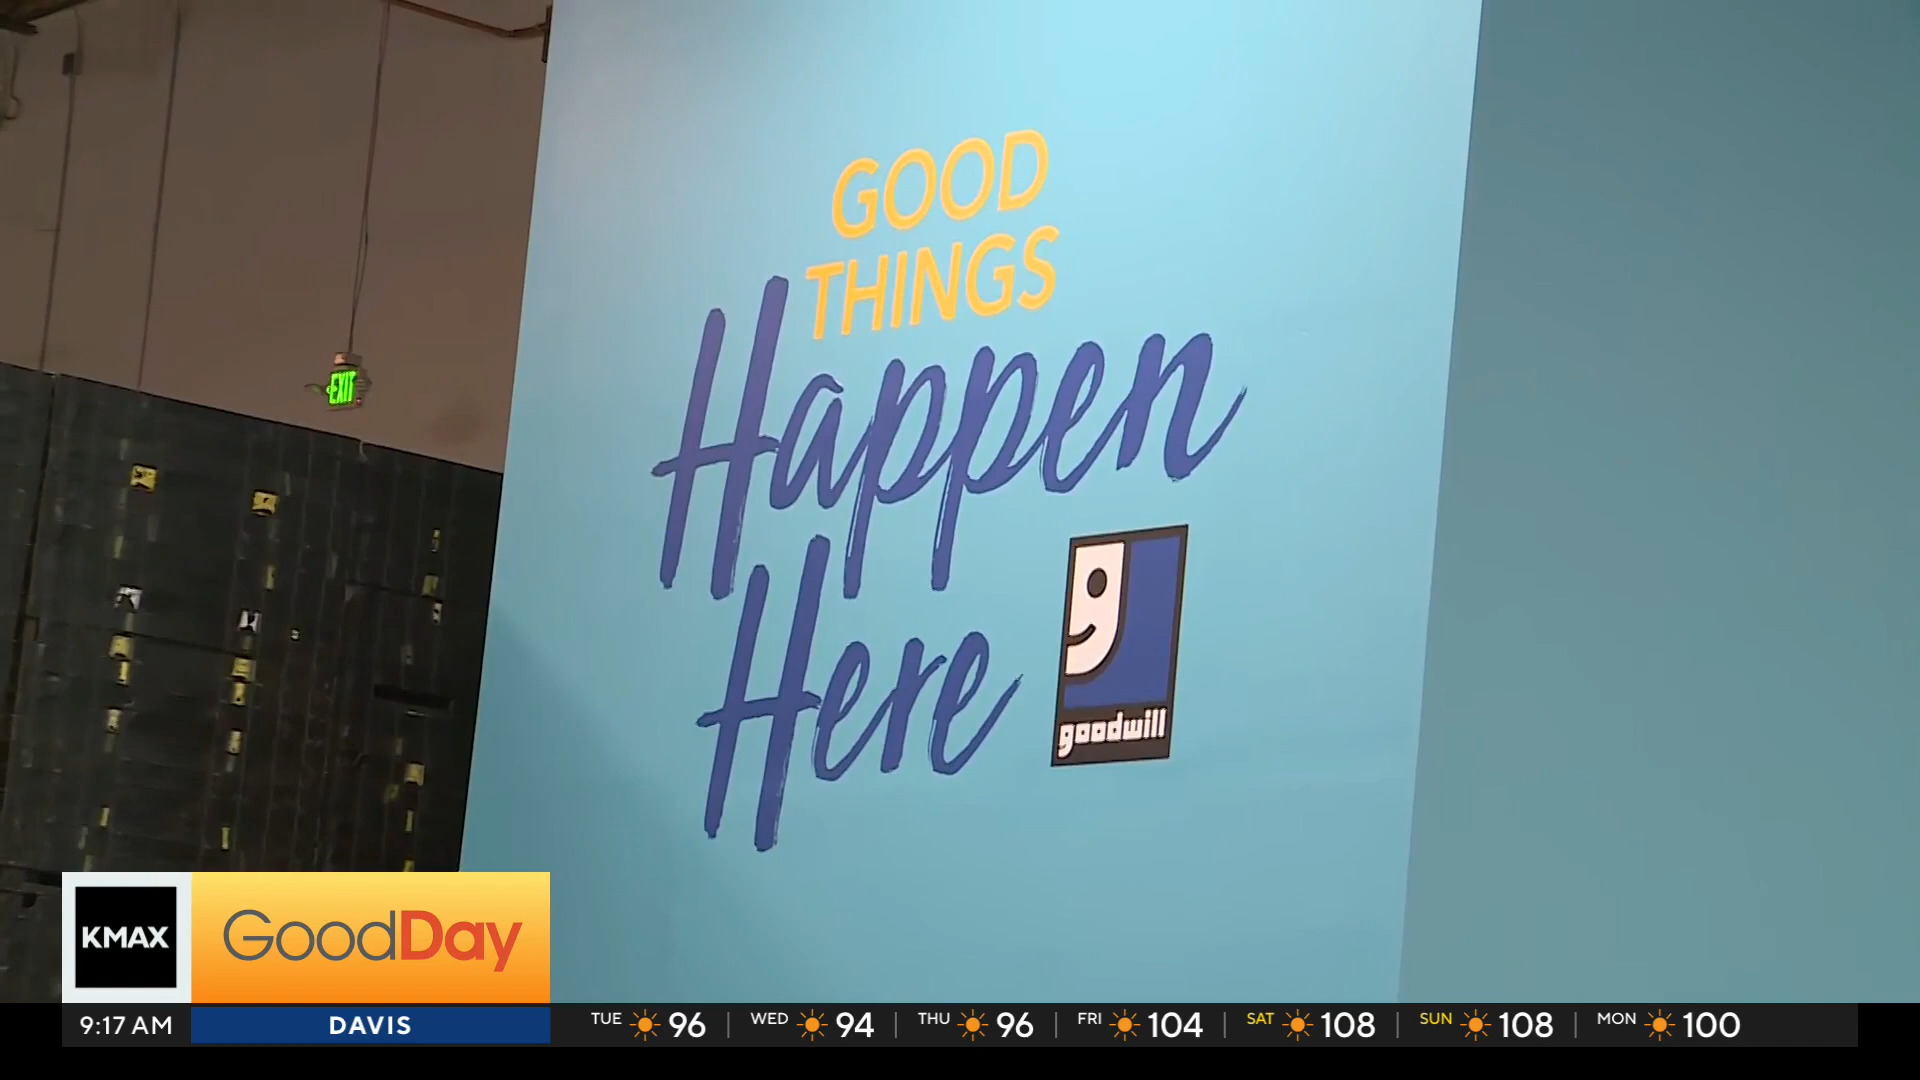 GOOD
THINGS
Happen
Here
goodwill
EXIT
KMAX
GoodDay
9:17 AM
DAVIS
TUE 96 | WED 94 | THU 96 | FRI 104 | SAT 108 | SUN 108 | MON 100